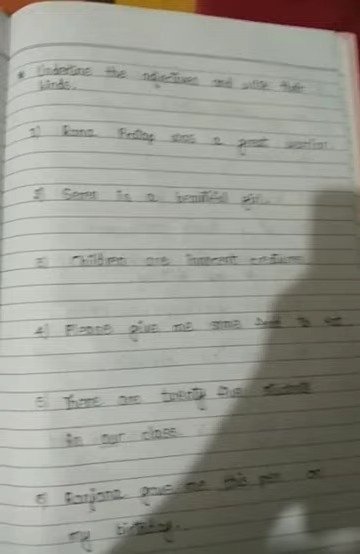 * Underline the adjectives and write their
kinds.
1) Rana Pratap was a great warrior.
2) Seeta is a beautiful girl.
3) Children are innocent creatures
4) Please give me some food to eat
5) There are twenty five students
in our class
6) Ranjana gave me this pen on
my birthday.